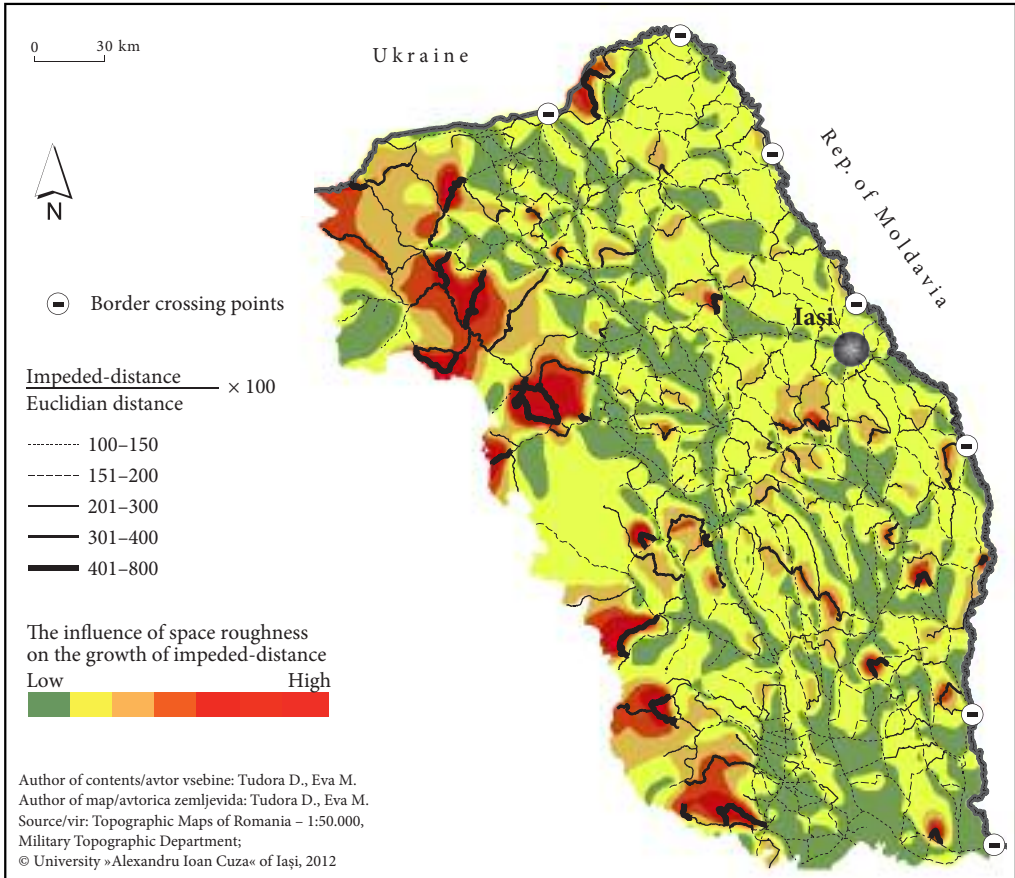 0 30 km
Ukraine
Rep. of Moldavia
N
Border crossing points
Iași
Impeded-distance
Euclidian distance
× 100
100–150
151–200
201–300
301–400
401–800
The influence of space roughness
on the growth of impeded-distance
Low High
Author of contents/avtor vsebine: Tudora D., Eva M.
Author of map/avtorica zemljevida: Tudora D., Eva M.
Source/vir: Topographic Maps of Romania – 1:50.000,
Military Topographic Department;
© University »Alexandru Ioan Cuza« of Iași, 2012